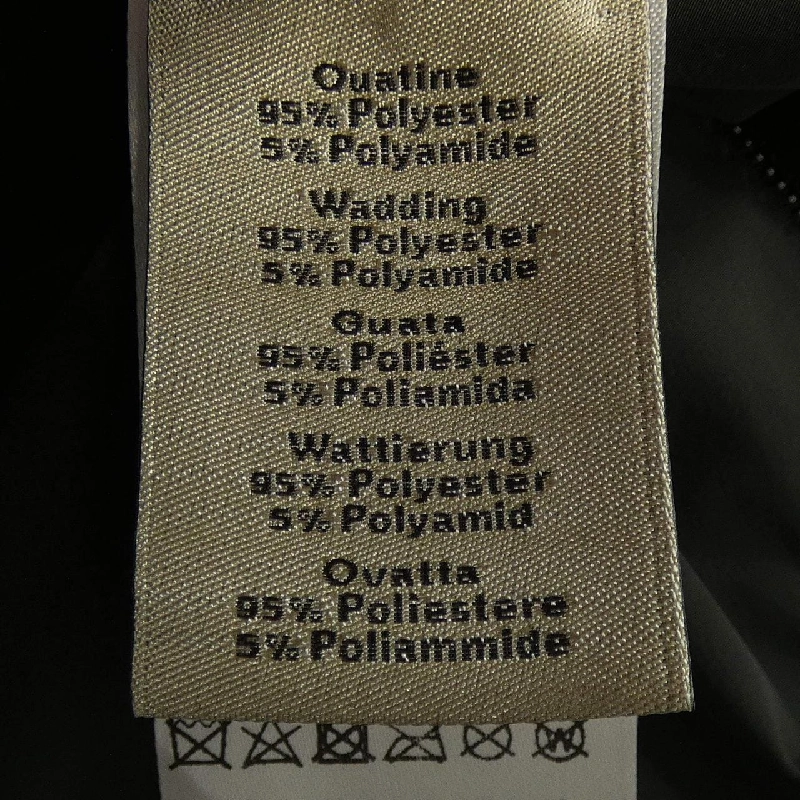 Ouatine
95% Polyester
5% Polyamide
Wadding
95% Polyester
5% Polyamide
Guata
95% Poliéster
5% Poliamida
Wattierung
95% Polyester
5% Polyamid
Ovatta
95% Poliestere
5% Poliammide
W